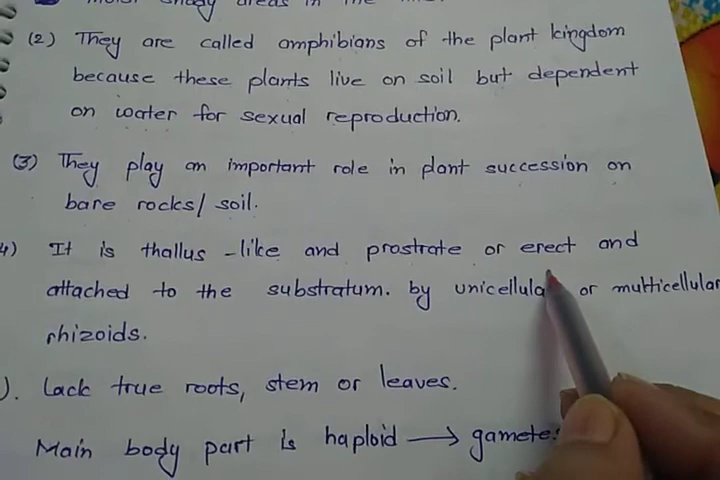 areas in the
(2) They are called amphibians of the plant kingdom
because these plants live on soil but dependent
on water for sexual reproduction.
(3) They play an important role in plant succession on
bare rocks/ soil.
4) It is thallus -like and prostrate or erect and
attached to the substratum. by unicellula or multicellular
rhizoids.
). Lack true roots, stem or leaves.
Main body part is haploid → gamete